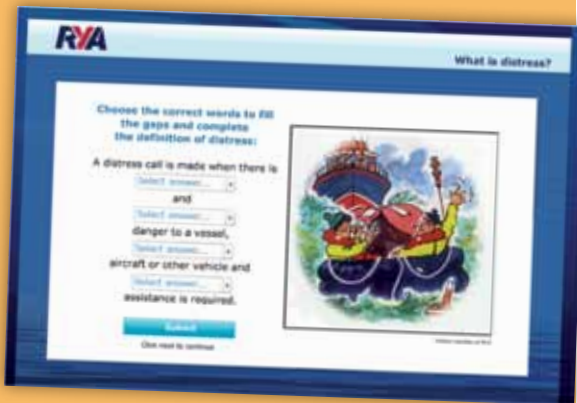 RYA
What is distress?
Choose the correct words to fill
the gaps and complete
the definition of distress:
A distress call is made when there is
Select answer...
and
Select answer...
danger to a vessel,
Select answer...
aircraft or other vehicle and
Select answer...
assistance is required.
Submit
Click next to continue